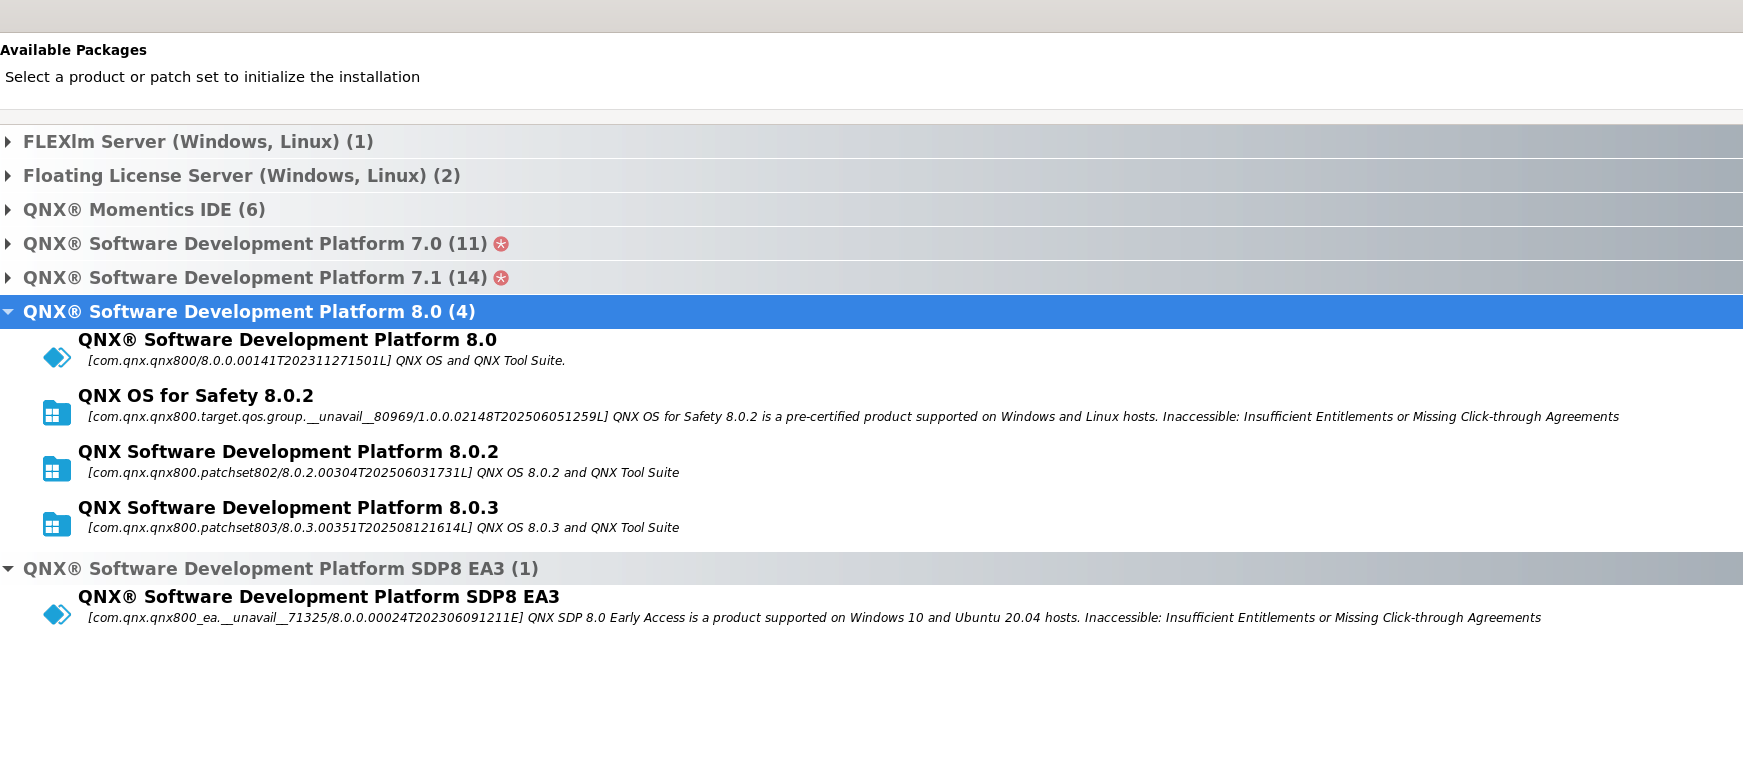 Available Packages
Select a product or patch set to initialize the installation
FLEXlm Server (Windows, Linux) (1)
Floating License Server (Windows, Linux) (2)
QNX® Momentics IDE (6)
QNX® Software Development Platform 7.0 (11)
QNX® Software Development Platform 7.1 (14)
QNX® Software Development Platform 8.0 (4)
QNX® Software Development Platform 8.0
[com.qnx.qnx800/8.0.0.00141T202311271501L] QNX OS and QNX Tool Suite.
QNX OS for Safety 8.0.2
[com.qnx.qnx800.target.qos.group.__unavail__80969/1.0.0.02148T202506051259L] QNX OS for Safety 8.0.2 is a pre-certified product supported on Windows and Linux hosts. Inaccessible: Insufficient Entitlements or Missing Click-through Agreements
QNX Software Development Platform 8.0.2
[com.qnx.qnx800.patchset802/8.0.2.00304T202506031731L] QNX OS 8.0.2 and QNX Tool Suite
QNX Software Development Platform 8.0.3
[com.qnx.qnx800.patchset803/8.0.3.00351T202508121614L] QNX OS 8.0.3 and QNX Tool Suite
QNX® Software Development Platform SDP8 EA3 (1)
QNX® Software Development Platform SDP8 EA3
[com.qnx.qnx800_ea.__unavail__71325/8.0.0.00024T202306091211E] QNX SDP 8.0 Early Access is a product supported on Windows 10 and Ubuntu 20.04 hosts. Inaccessible: Insufficient Entitlements or Missing Click-through Agreements